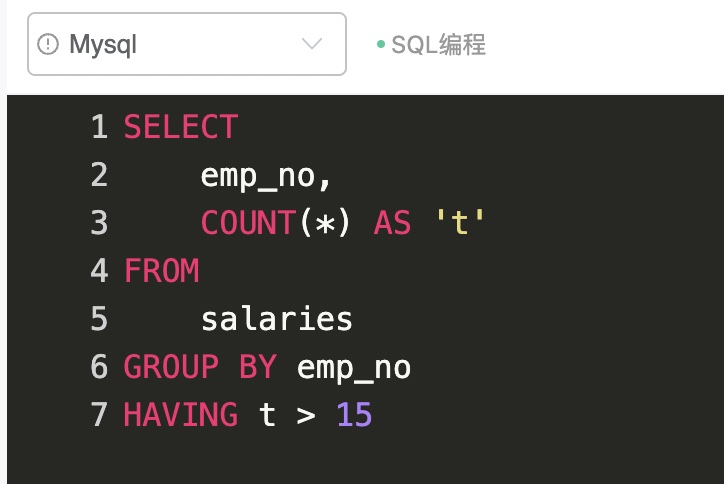 Mysql
SQL编程
1 SELECT
2     emp_no,
3     COUNT(*) AS 't'
4 FROM
5     salaries
6 GROUP BY emp_no
7 HAVING t > 15